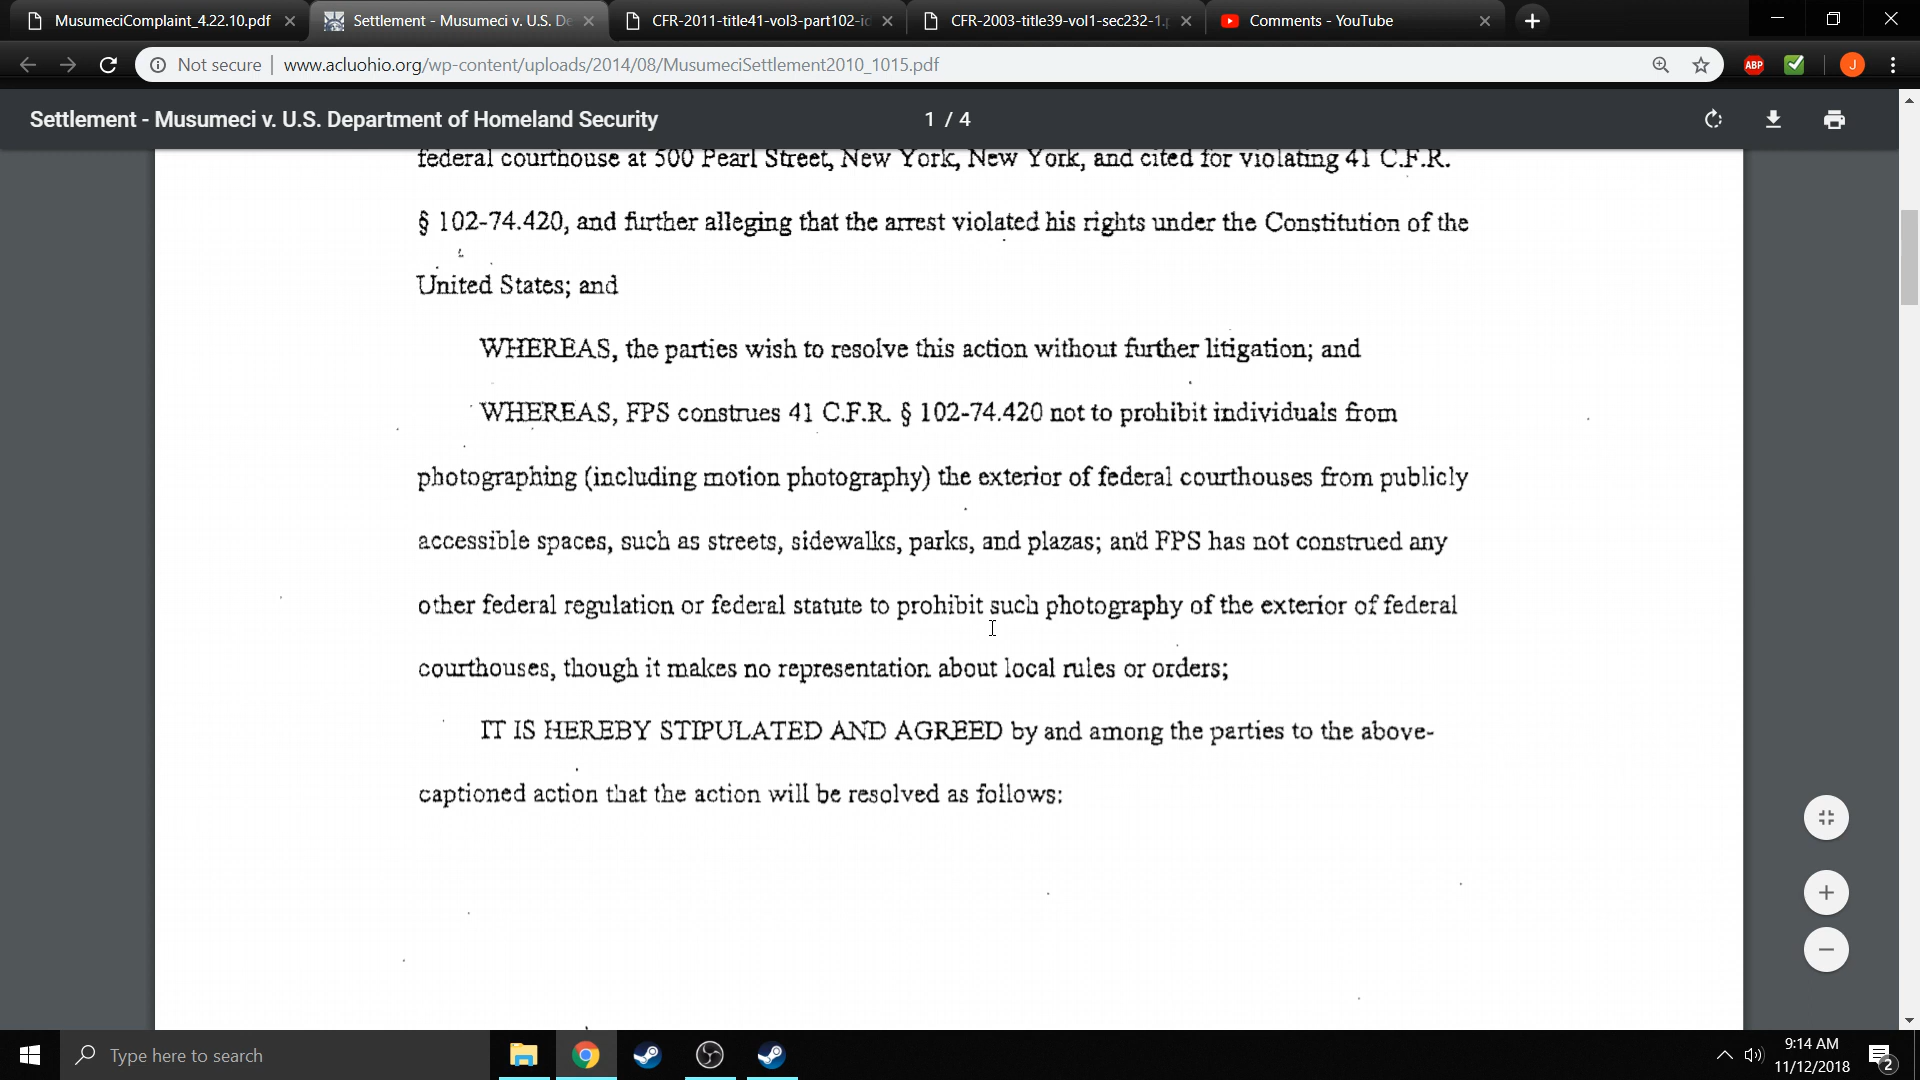 MusumeciComplaint_4.22.10.pdf
Settlement - Musumeci v. U.S. De
CFR-2011-title41-vol3-part102-id
CFR-2003-title39-vol1-sec232-1.p
Comments - YouTube
Not secure
www.acluohio.org/wp-content/uploads/2014/08/MusumeciSettlement2010_1015.pdf
ABP
J
Settlement - Musumeci v. U.S. Department of Homeland Security
1 / 4
federal courthouse at 500 Pearl Street, New York, New York, and cited for violating 41 C.F.R.
§ 102-74.420, and further alleging that the arrest violated his rights under the Constitution of the
United States; and
WHEREAS, the parties wish to resolve this action without further litigation; and
WHEREAS, FPS construes 41 C.F.R. § 102-74.420 not to prohibit individuals from
photographing (including motion photography) the exterior of federal courthouses from publicly
accessible spaces, such as streets, sidewalks, parks, and plazas; and FPS has not construed any
other federal regulation or federal statute to prohibit such photography of the exterior of federal
courthouses, though it makes no representation about local rules or orders;
IT IS HEREBY STIPULATED AND AGREED by and among the parties to the above-
captioned action that the action will be resolved as follows:
Type here to search
9:14 AM
11/12/2018
2